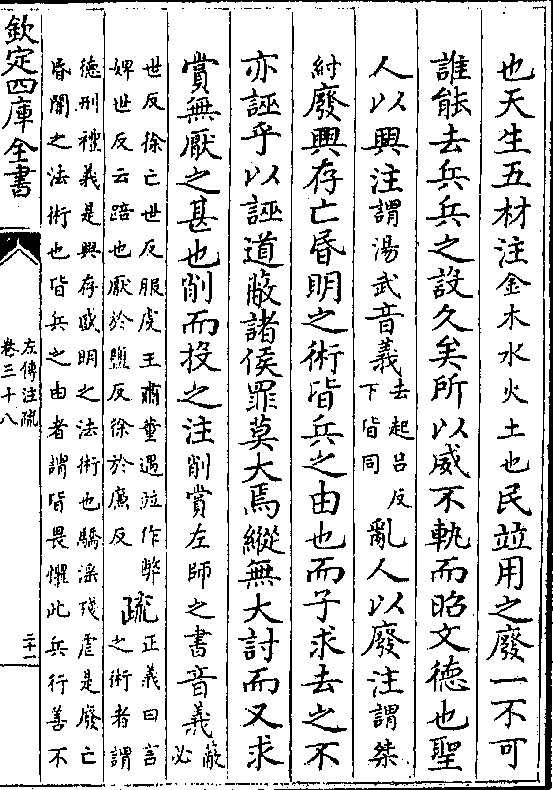 也天生五材注金木水火土也民竝用之廢一不可
誰能去兵兵之設久矣所以威不軌而昭文德也聖
人以興注謂湯武音義去起呂反
下皆同
亂人以廢注謂桀
紂廢興存亡昏明之術皆兵之由也而子求去之不
亦誣乎以誣道蔽諸侯罪莫大焉縱無大討而又求
賞無厭之甚也削而投之注削賞左師之書音義蔽
必
世反徐亡世反服虔王肅董遇竝作弊
婢世反云踣也厭於鹽反徐於廉反
疏
正義曰言
之術者謂
德刑禮義是興存盛明之法術也驕淫殘虐是廢亡
昏闇之法術也皆兵之由者謂皆畏懼此兵行善不
欽定四庫全書
左傳注疏
卷三十八
二十一